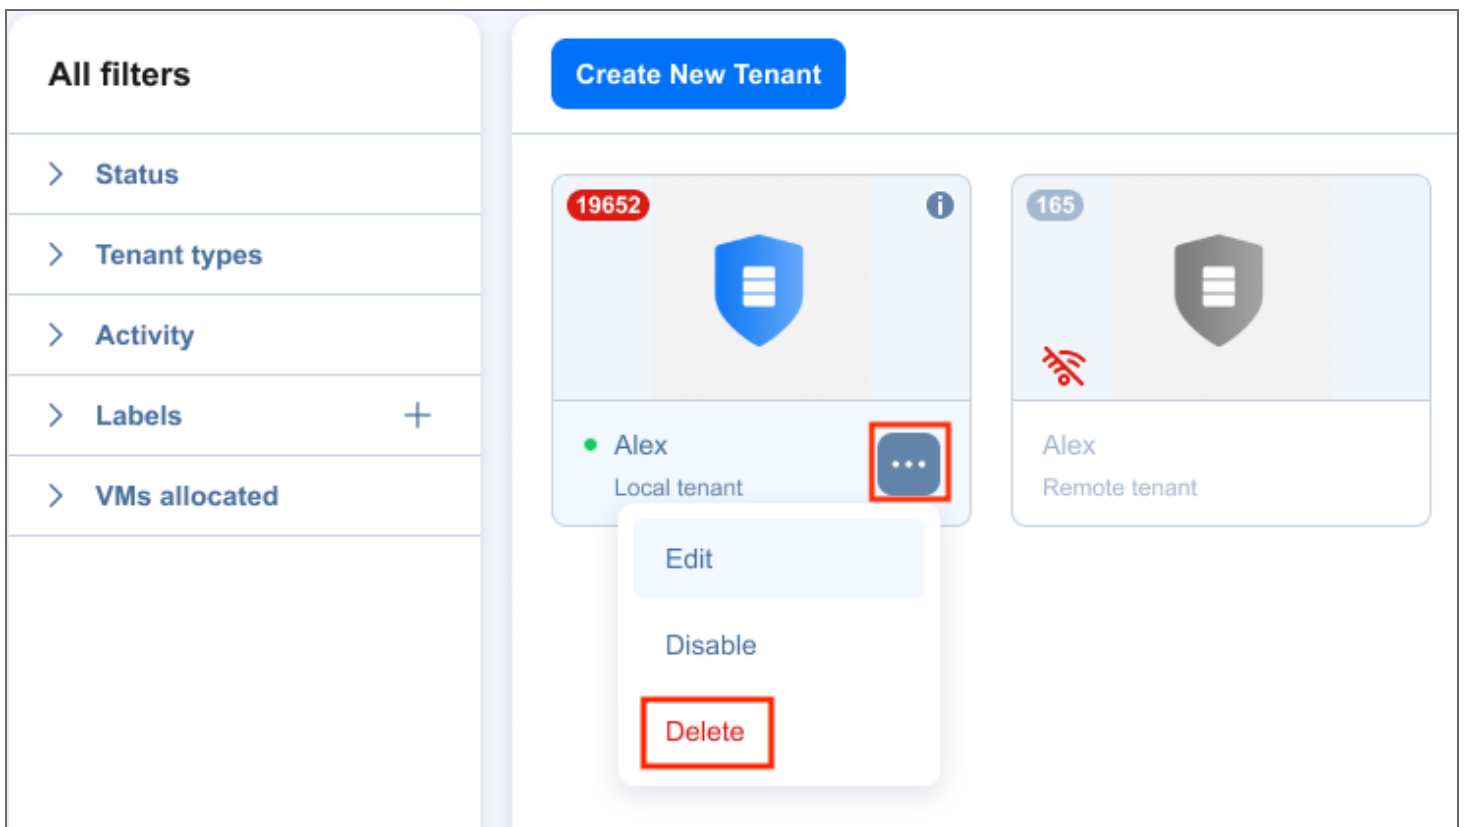 All filters
Status
Tenant types
Activity
Labels
VMs allocated
Create New Tenant
19652
Alex
Local tenant
Edit
Disable
Delete
165
Alex
Remote tenant